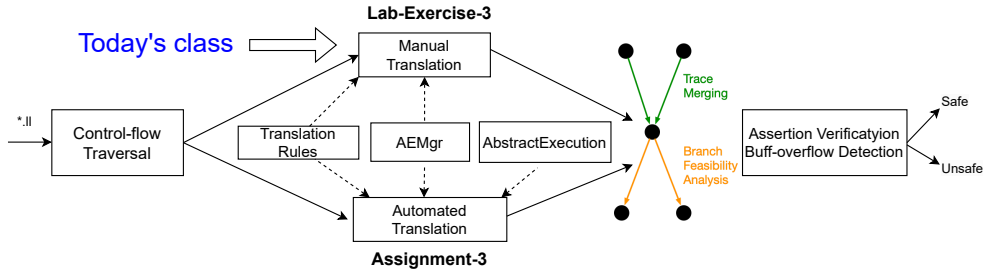 Lab-Exercise-3
Today's class
Manual
Translation
*.ll
Control-flow
Traversal
Translation
Rules
AEMgr
AbstractExecution
Automated
Translation
Assignment-3
Trace
Merging
Branch
Feasibility
Analysis
Assertion Verificatyion
Buff-overflow Detection
Safe
Unsafe